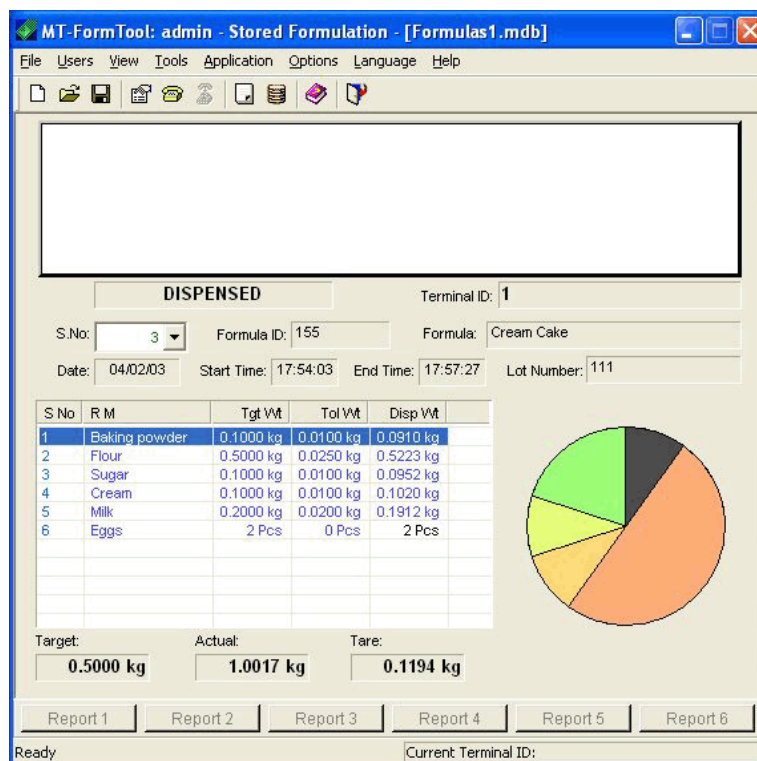 MT-FormTool: admin - Stored Formulation - [Formulas1.mdb]
File Users View Tools Application Options Language Help
DISPENSED Terminal ID: 1
S.No: 3 Formula ID: 155 Formula: Cream Cake
Date: 04/02/03 Start Time: 17:54:03 End Time: 17:57:27 Lot Number: 111
S No R M Tgt Wt Tol Wt Disp Wt
1 Baking powder 0.1000 kg 0.0100 kg 0.0910 kg
2 Flour 0.5000 kg 0.0250 kg 0.5223 kg
3 Sugar 0.1000 kg 0.0100 kg 0.0952 kg
4 Cream 0.1000 kg 0.0100 kg 0.1020 kg
5 Milk 0.2000 kg 0.0200 kg 0.1912 kg
6 Eggs 2 Pcs 0 Pcs 2 Pcs
Target: Actual: Tare:
0.5000 kg 1.0017 kg 0.1194 kg
Report 1 Report 2 Report 3 Report 4 Report 5 Report 6
Ready Current Terminal ID: